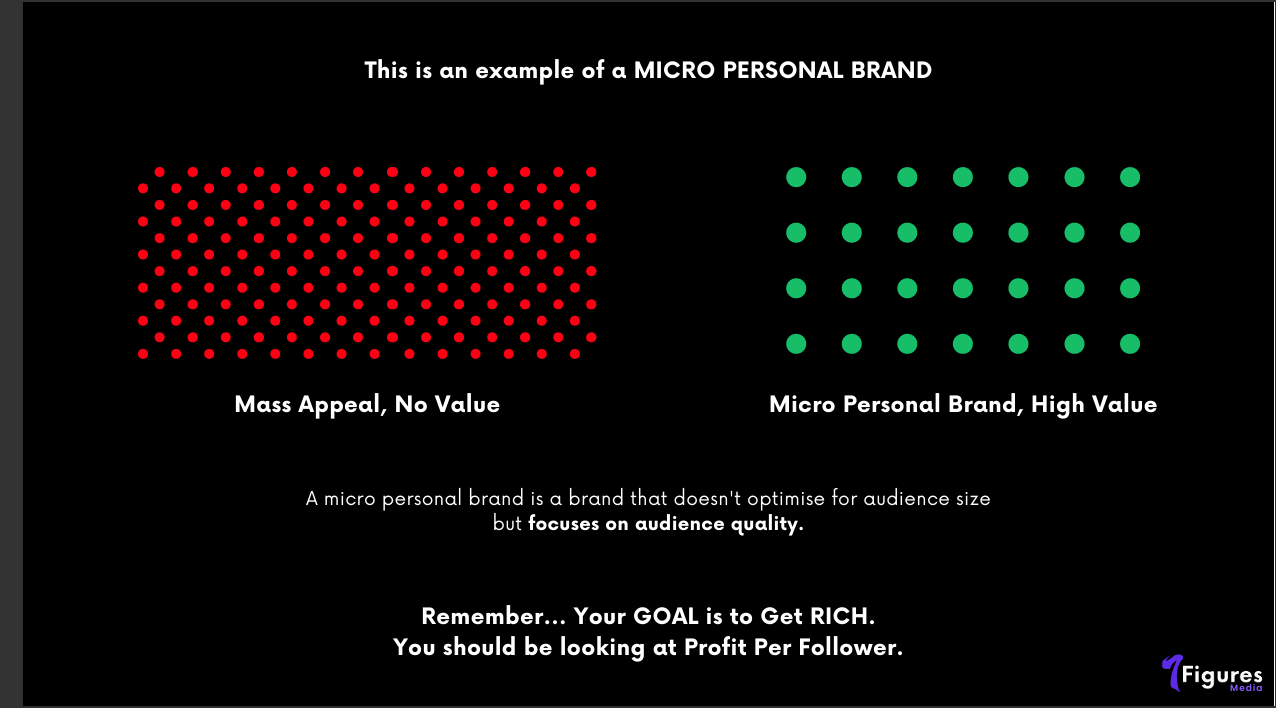 This is an example of a MICRO PERSONAL BRAND
Mass Appeal, No Value
Micro Personal Brand, High Value
A micro personal brand is a brand that doesn't optimise for audience size
but focuses on audience quality.
Remember... Your GOAL is to Get RICH.
You should be looking at Profit Per Follower.
7Figures
Media